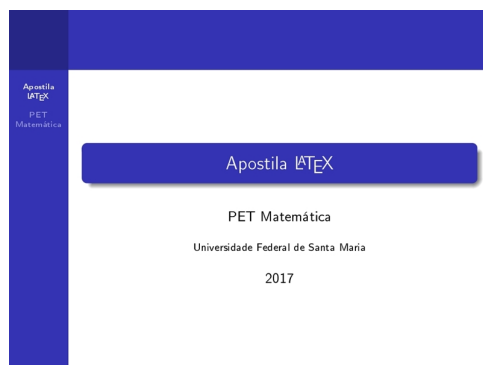 Apostila
LATEX
PET
Matemática
Apostila LATEX
PET Matemática
Universidade Federal de Santa Maria
2017